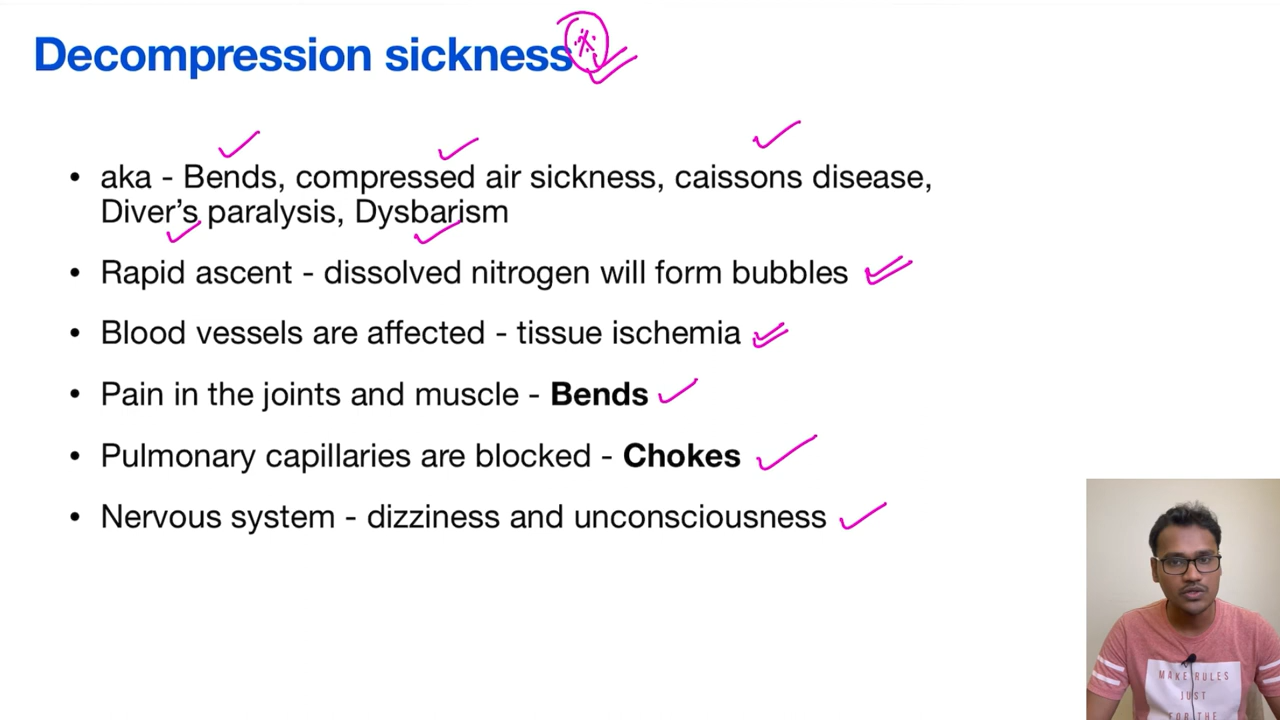 Decompression sickness
• aka - Bends, compressed air sickness, caissons disease,
Diver's paralysis, Dysbarism
• Rapid ascent - dissolved nitrogen will form bubbles
• Blood vessels are affected - tissue ischemia
• Pain in the joints and muscle - Bends
• Pulmonary capillaries are blocked - Chokes
• Nervous system - dizziness and unconsciousness
MAKE RULES
JUST
FOR THE